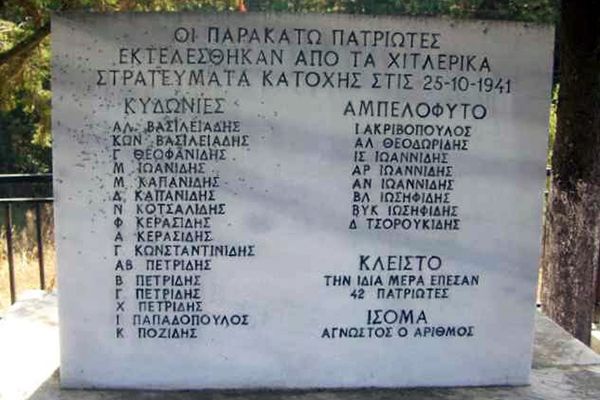 ΟΙ ΠΑΡΑΚΑΤΩ ΠΑΤΡΙΩΤΕΣ
ΕΚΤΕΛΕΣΘΗΚΑΝ ΑΠΟ ΤΑ ΧΙΤΛΕΡΙΚΑ
ΣΤΡΑΤΕΥΜΑΤΑ ΚΑΤΟΧΗΣ ΣΤΙΣ 25-10-1941
ΚΥΔΩΝΙΕΣ
ΑΛ. ΒΑΣΙΛΕΙΑΔΗΣ
ΚΩΝ ΒΑΣΙΛΕΙΑΔΗΣ
Γ ΘΕΟΦΑΝΙΔΗΣ
Μ ΙΩΑΝΙΔΗΣ
Μ ΚΑΠΑΝΙΔΗΣ
Δ ΚΑΠΑΝΙΔΗΣ
Ν ΚΟΤΣΑΛΙΔΗΣ
Φ ΚΕΡΑΣΙΔΗΣ
Α ΚΕΡΑΣΙΔΗΣ
Γ ΚΩΝΣΤΑΝΤΙΝΙΔΗΣ
ΑΒ ΠΕΤΡΙΔΗΣ
Β ΠΕΤΡΙΔΗΣ
Γ ΠΕΤΡΙΔΗΣ
Χ ΠΕΤΡΙΔΗΣ
Ι ΠΑΠΑΔΟΠΟΥΛΟΣ
Κ ΠΟΖΙΔΗΣ
ΑΜΠΕΛΟΦΥΤΟ
Ι ΑΚΡΙΒΟΠΟΥΛΟΣ
ΑΛ ΘΕΟΔΩΡΙΔΗΣ
ΙΣ ΙΩΑΝΝΙΔΗΣ
ΑΡ ΙΩΑΝΝΙΔΗΣ
ΑΝ ΙΩΑΝΝΙΔΗΣ
ΒΛ ΙΩΣΗΦΙΔΗΣ
ΒΥΚ ΙΩΣΗΦΙΔΗΣ
Δ ΤΣΟΡΟΥΚΙΔΗΣ
ΚΛΕΙΣΤΟ
ΤΗΝ ΙΔΙΑ ΜΕΡΑ ΕΠΕΣΑΝ
42 ΠΑΤΡΙΩΤΕΣ
ΙΣΟΜΑ
ΑΓΝΩΣΤΟΣ Ο ΑΡΙΘΜΟΣ